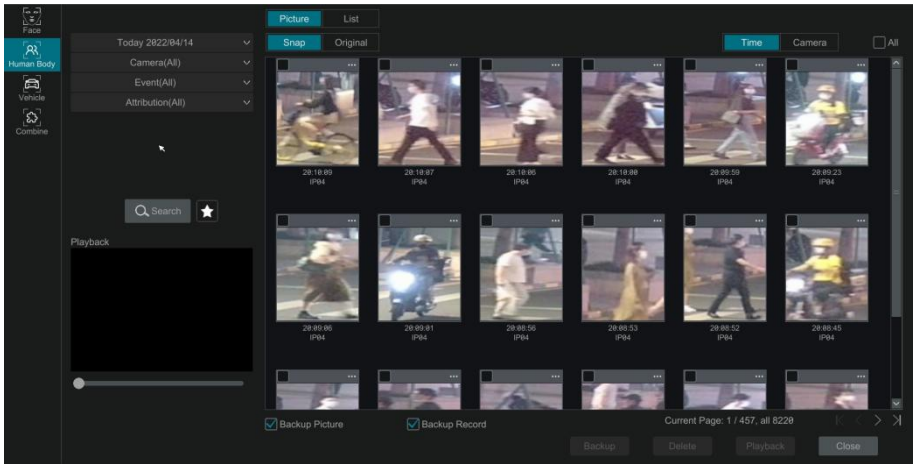 Face
Human Body
Vehicle
Combine
Today 2022/04/14
Camera(All)
Event(All)
Attribution(All)
Search
Playback
Picture List
Snap Original
Time Camera All
20:10:09 20:10:07 20:10:06 20:10:00 20:09:59 20:09:23
IP04 IP04 IP04 IP04 IP04 IP04
20:09:06 20:09:01 20:08:56 20:08:53 20:08:52 20:08:45
IP04 IP04 IP04 IP04 IP04 IP04
Backup Picture Backup Record Current Page: 1 / 457, all 8220
Backup Delete Playback Close